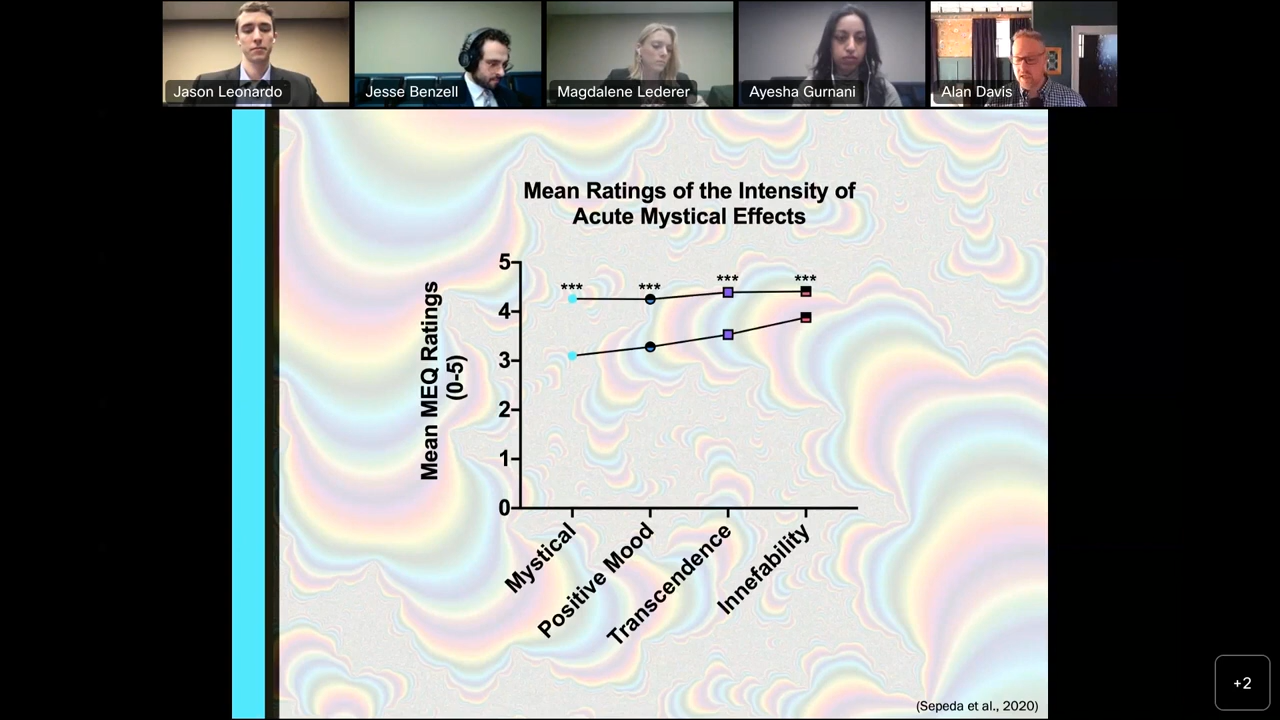 Jason Leonardo
Jesse Benzell
Magdalene Lederer
Ayesha Gurnani
Alan Davis
Mean Ratings of the Intensity of
Acute Mystical Effects
Mean MEQ Ratings
(0-5)
5
4
3
2
1
0
***
***
***
***
Mystical
Positive Mood
Transcendence
Innefability
(Sepeda et al., 2020)
+2